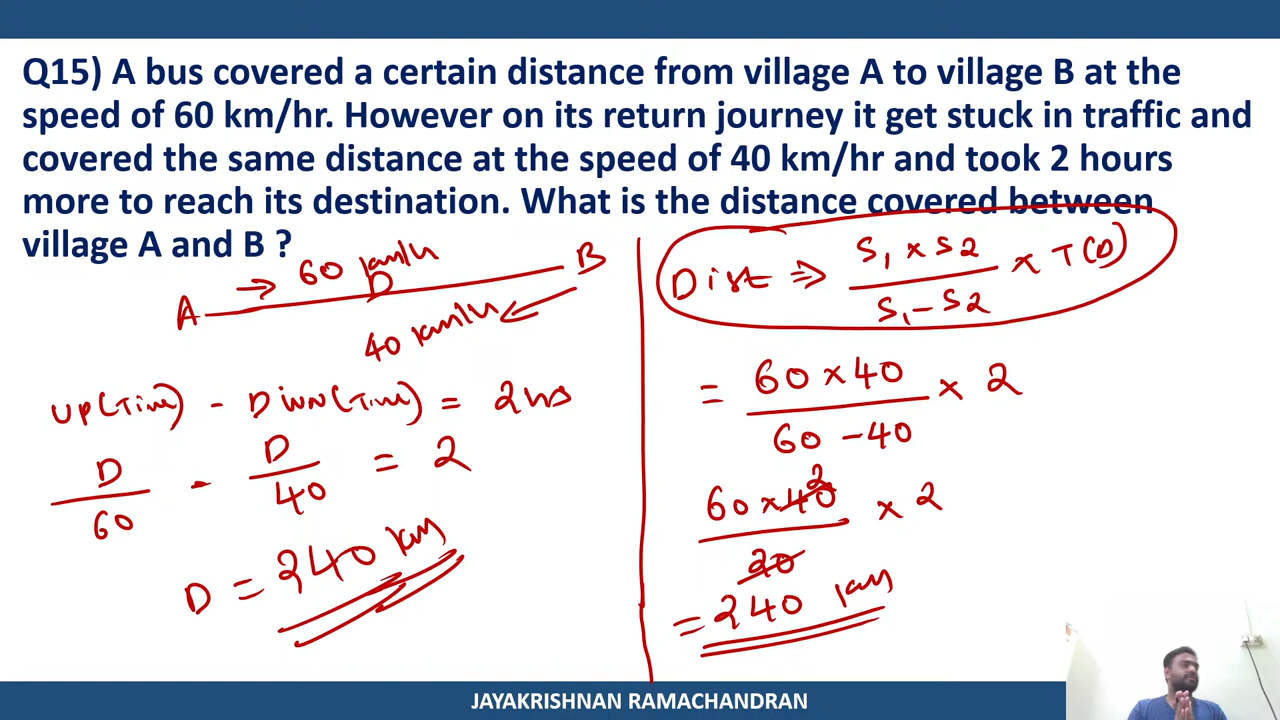 Q15) A bus covered a certain distance from village A to village B at the
speed of 60 km/hr. However on its return journey it get stuck in traffic and
covered the same distance at the speed of 40 km/hr and took 2 hours
more to reach its destination. What is the distance covered between
village A and B ?
A → 60 km/h B
D
40 km/h
Up(Time) - Down(Time) = 2 hrs
D/60 - D/40 = 2
D = 240 km
Dist ⇒ S₁ × S2 / S₁ - S2 × T(D)
= 60 × 40 / 60 - 40 × 2
60 × 40 2 / 20 × 2
= 240 km
JAYAKRISHNAN RAMACHANDRAN